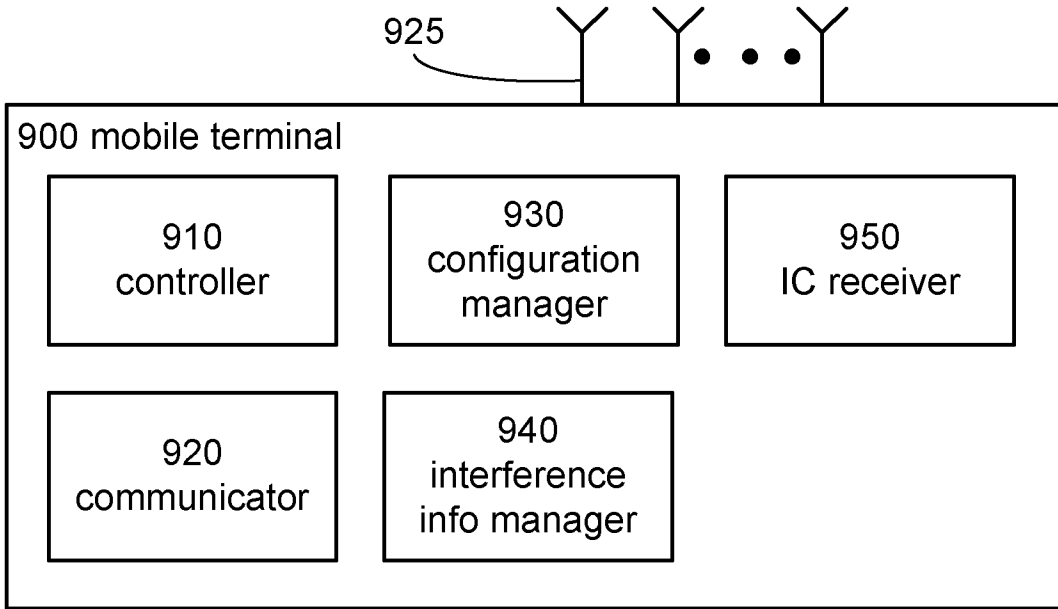 925
900 mobile terminal
910
controller
930
configuration
manager
950
IC receiver
920
communicator
940
interference
info manager